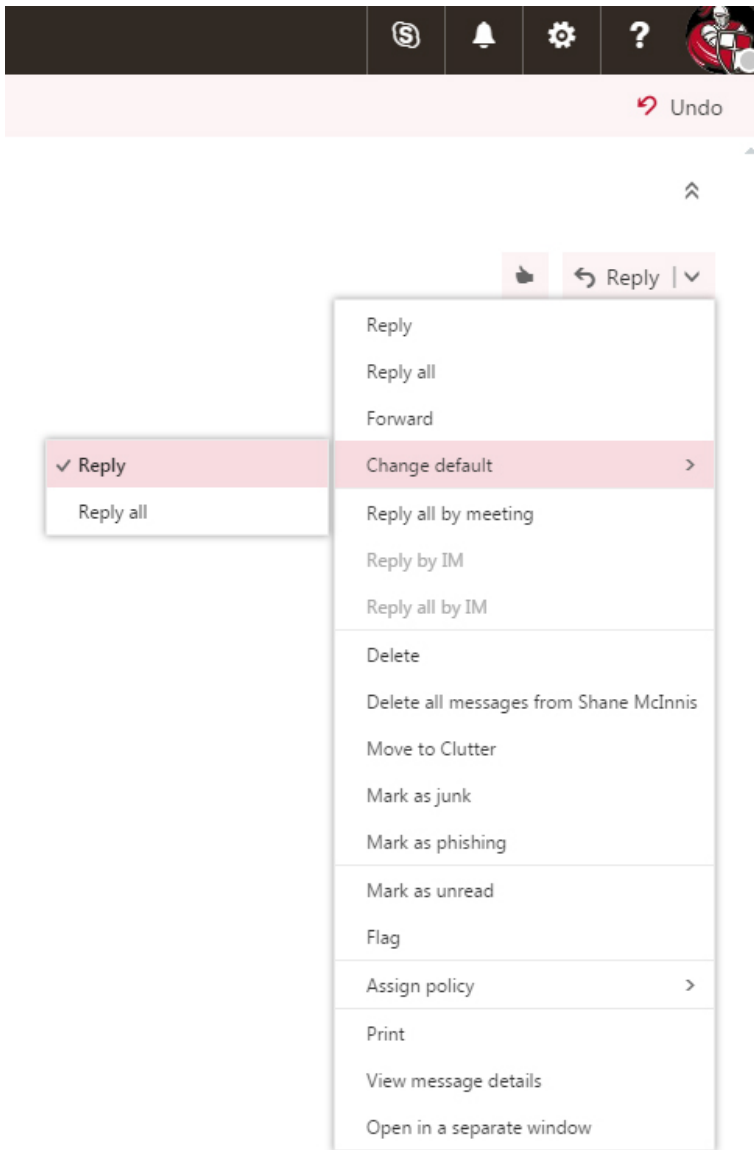 ?
Undo
Reply
Reply
Reply all
Forward
Change default
Reply
Reply all
Reply all by meeting
Reply by IM
Reply all by IM
Delete
Delete all messages from Shane McInnis
Move to Clutter
Mark as junk
Mark as phishing
Mark as unread
Flag
Assign policy
Print
View message details
Open in a separate window